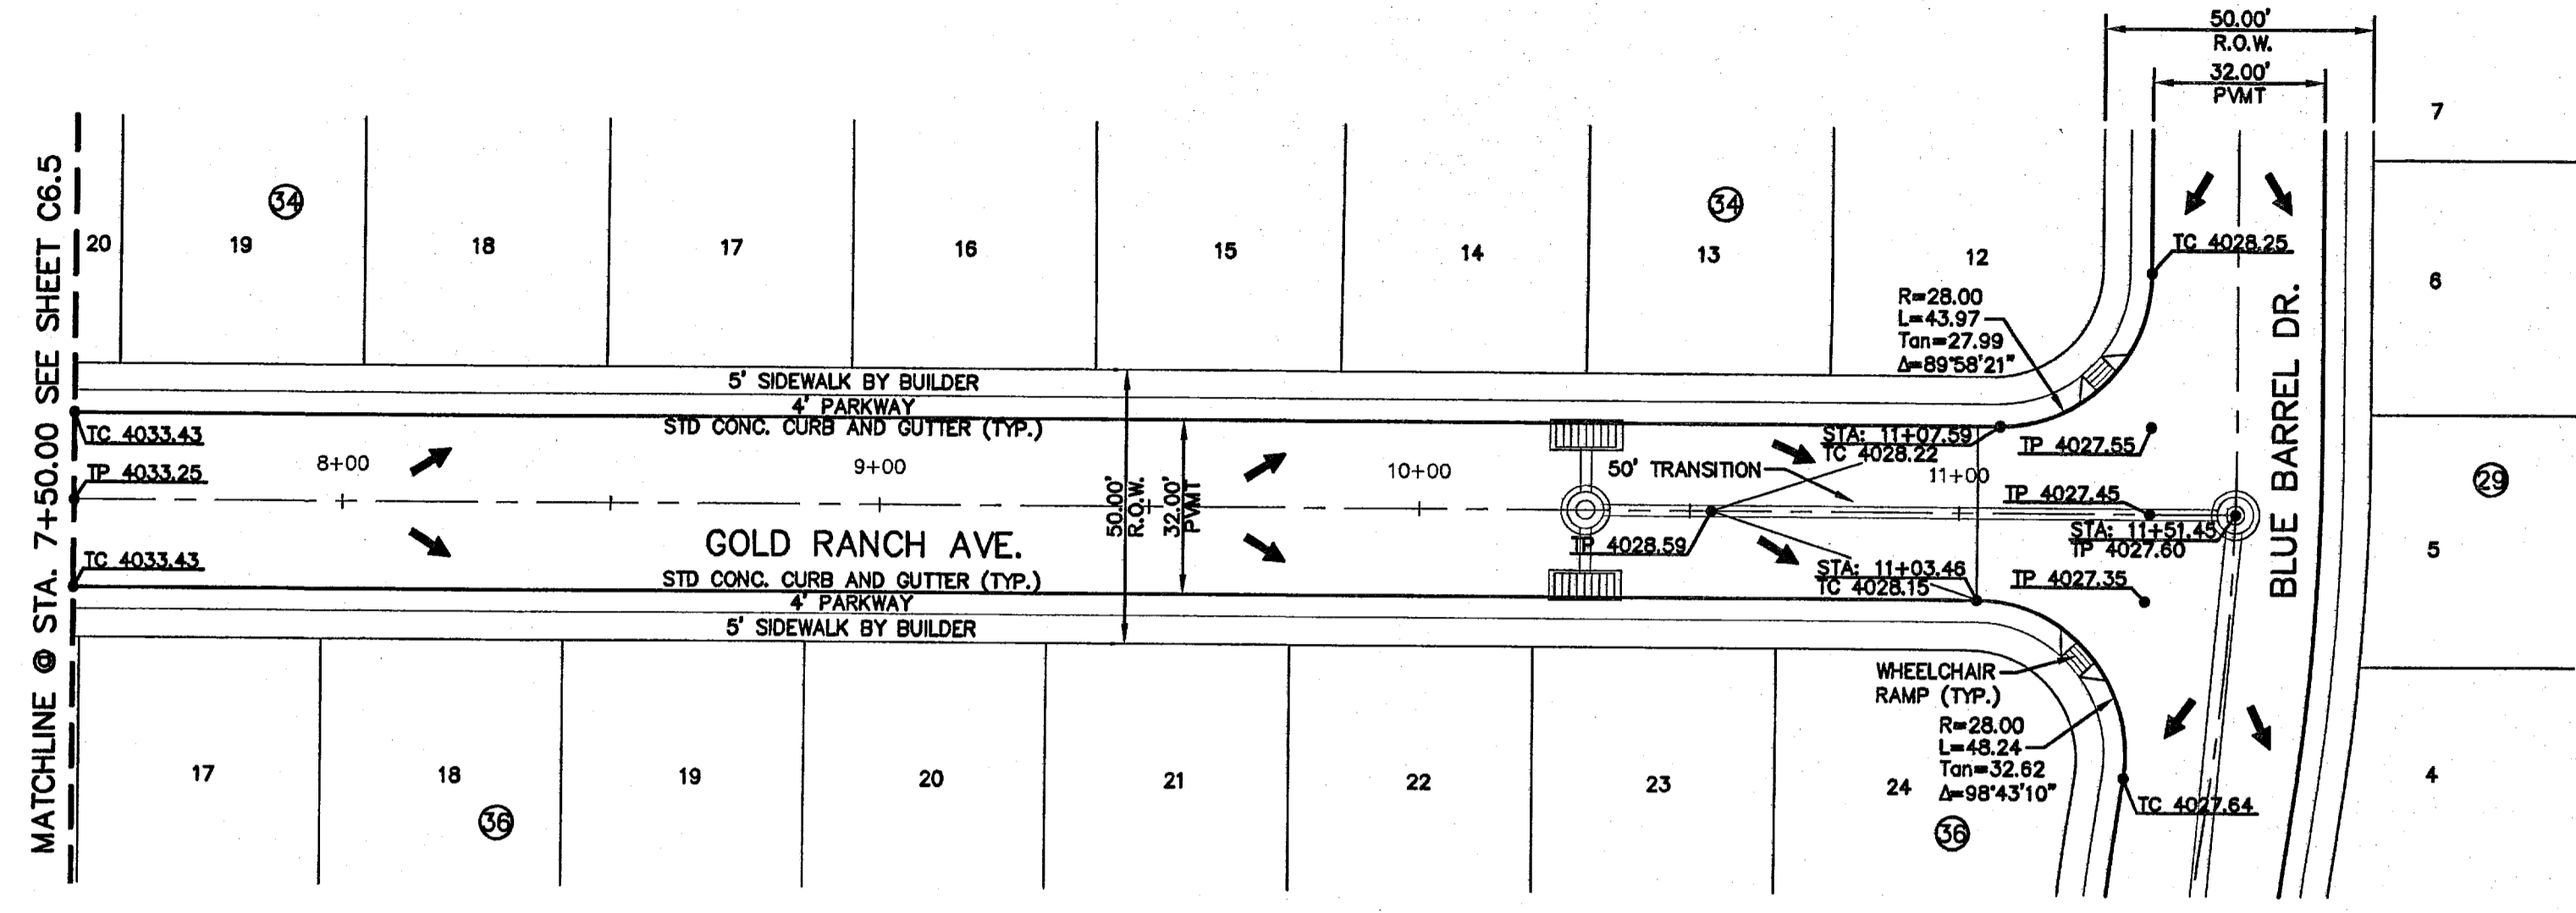 50.00'
R.O.W.
32.00'
PVMT
7
MATCHLINE @ STA. 7+50.00 SEE SHEET C6.5
34
34
20
19
18
17
16
15
14
13
12
TC 4028.25
6
R=28.00
L=43.97
Tan=27.99
Δ=89°58'21"
BLUE BARREL DR.
5' SIDEWALK BY BUILDER
4' PARKWAY
STD CONC. CURB AND GUTTER (TYP.)
TC 4033.43
TP 4033.25
8+00
9+00
10+00
11+00
STA: 11+07.59
TC 4028.22
TP 4027.55
50' TRANSITION
TP 4027.45
29
50.00'
R.O.W.
32.00'
PVMT
GOLD RANCH AVE.
TP 4028.59
STA: 11+51.45
TP 4027.60
5
TC 4033.43
STD CONC. CURB AND GUTTER (TYP.)
4' PARKWAY
5' SIDEWALK BY BUILDER
STA: 11+03.46
TC 4028.15
TP 4027.35
WHEELCHAIR
RAMP (TYP.)
R=28.00
L=48.24
Tan=32.62
Δ=98°43'10"
17
18
19
20
21
22
23
24
4
TC 4027.64
36
36